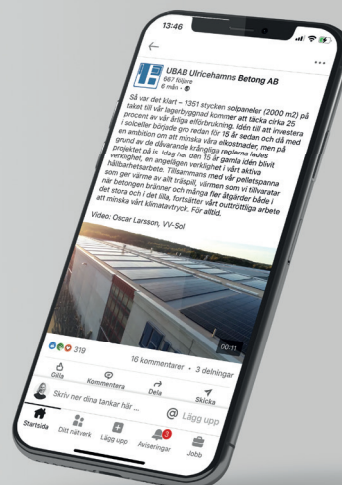 13:46
UBAB Ulricehamns Betong AB
667 följare
6 mån •
Så var det klart – 1351 stycken solpaneler (2000 m2) på
taket till vår lagerbyggnad kommer att täcka cirka 25
procent av vår årliga elförbrukning. Idén till att investera
i solceller började gro redan för 15 år sedan och då med
en ambition om att minska våra elkostnader, men på
grund av de dåvarande krångliga reglerna lades
projektet på is. Idag har den 15 år gamla idén blivit
verklighet, en angelägen verklighet i vårt aktiva
hållbarhetsarbete. Tillsammans med vår pelletspanna
som ger värme av allt träspill, värmen som vi tillvaratar
när betongen bränner och många fler åtgärder både i
det stora och i det lilla, fortsätter vårt outtröttliga arbete
att minska vårt klimatavtryck. För alltid.
Video: Oscar Larsson, VV-Sol
00:11
319
16 kommentarer • 3 delningar
Gilla Kommentera Dela Skicka
Skriv ner dina tankar här ... @ Lägg upp
3
Startsida Ditt nätverk Lägg upp Aviseringar Jobb